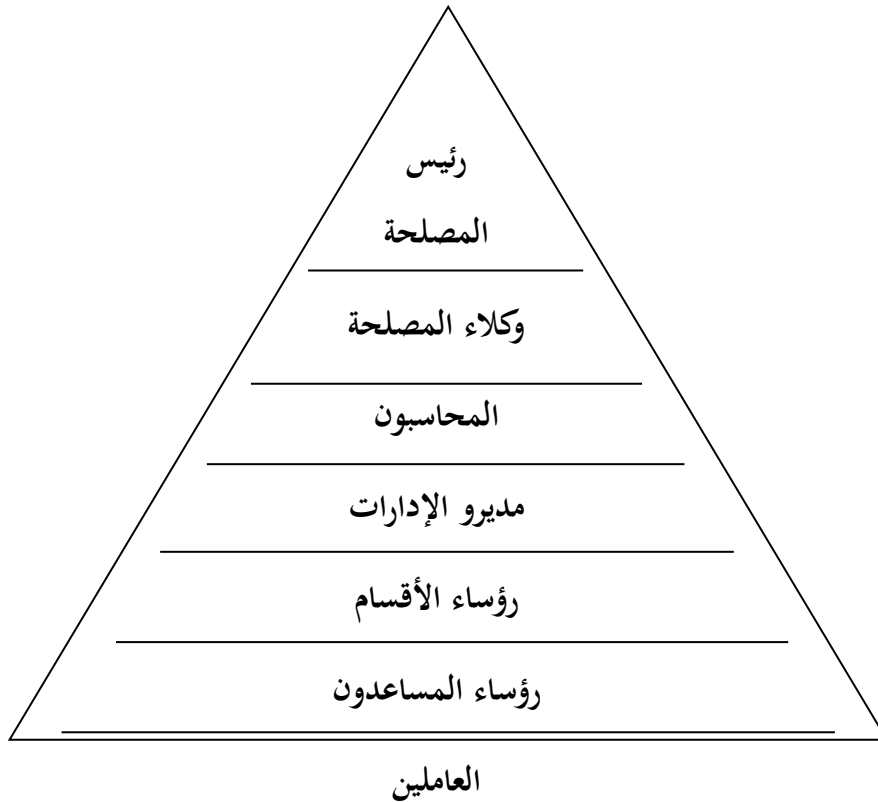 رئيس
المصلحة
وكلاء المصلحة
المحاسبون
مديرو الإدارات
رؤساء الأقسام
رؤساء المساعدون
العاملين